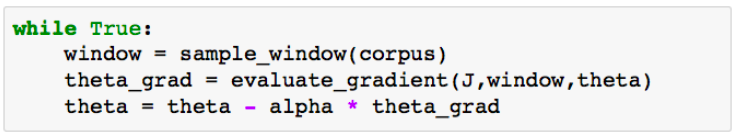 while True:
    window = sample_window(corpus)
    theta_grad = evaluate_gradient(J,window,theta)
    theta = theta - alpha * theta_grad